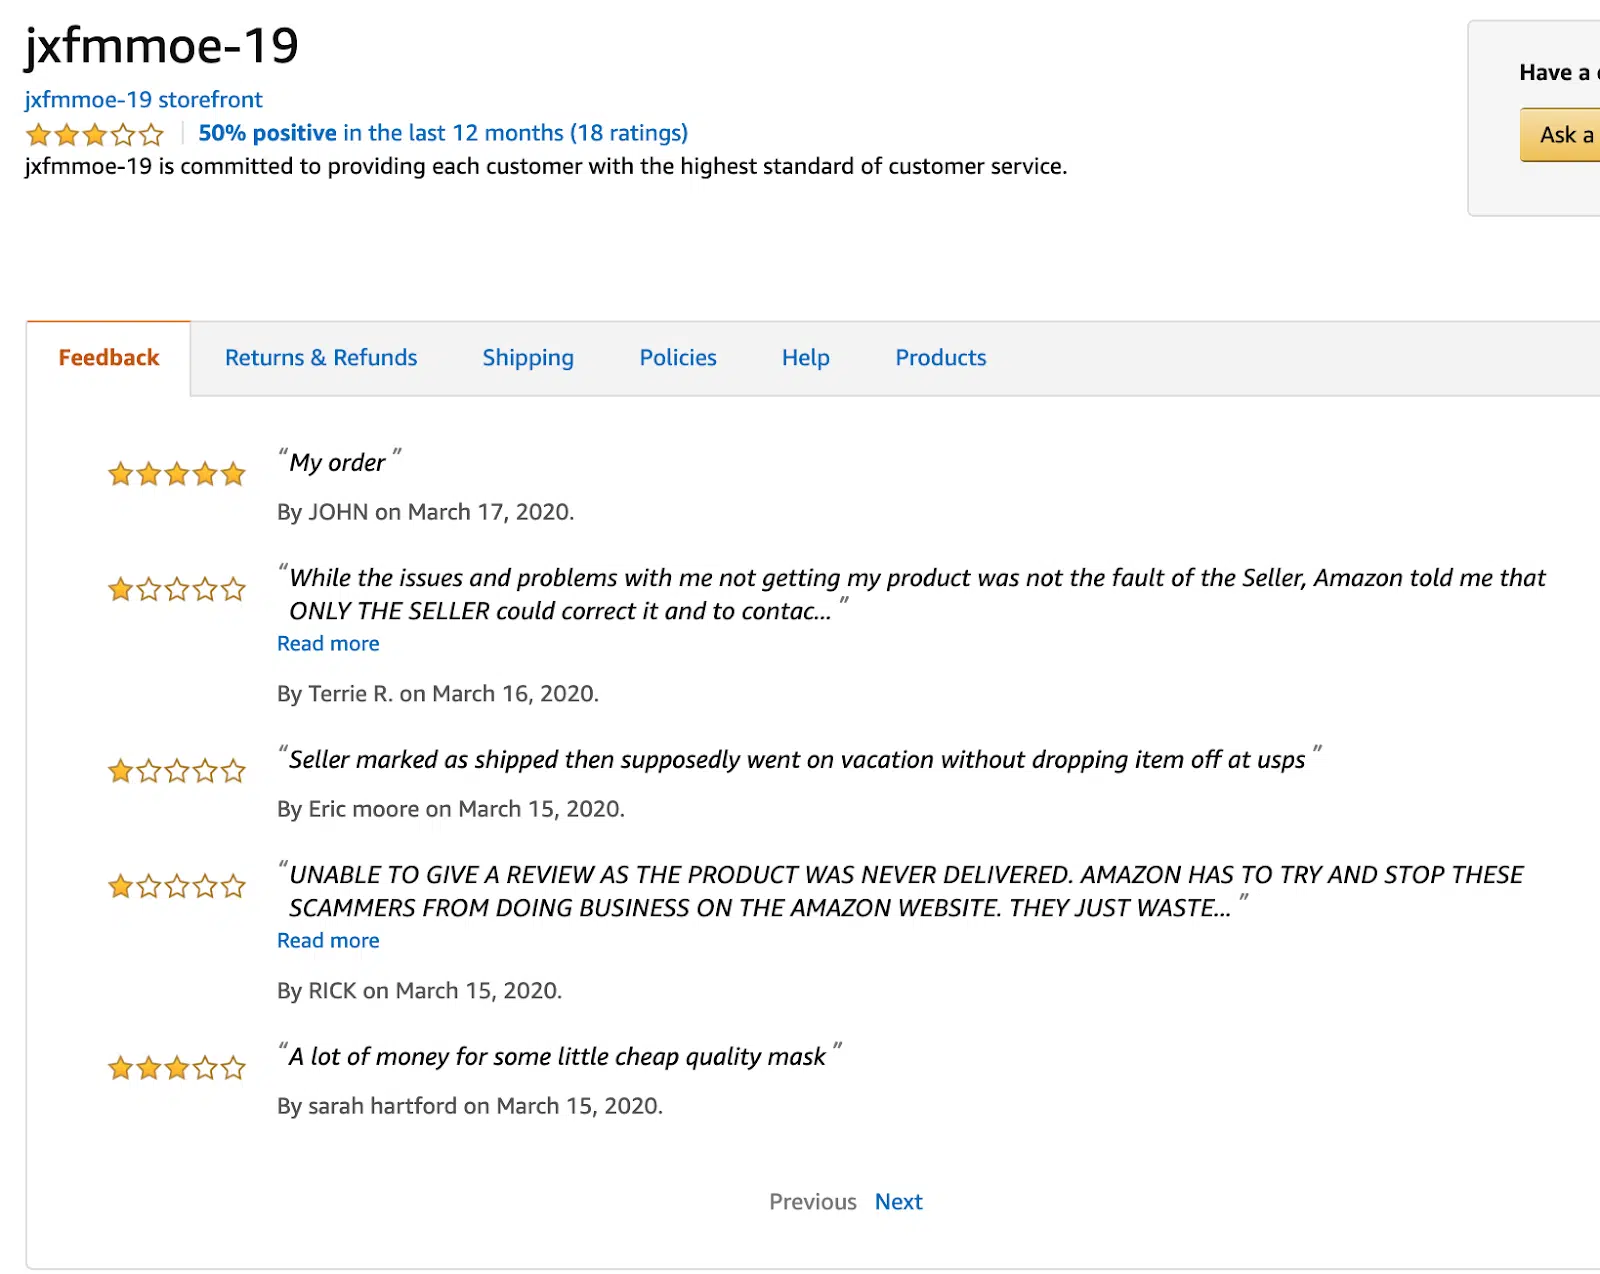 jxfmmoe-19
jxfmmoe-19 storefront
50% positive in the last 12 months (18 ratings)
jxfmmoe-19 is committed to providing each customer with the highest standard of customer service.
Have a
Ask a
Feedback
Returns & Refunds
Shipping
Policies
Help
Products
“My order ”
By JOHN on March 17, 2020.
“While the issues and problems with me not getting my product was not the fault of the Seller, Amazon told me that
ONLY THE SELLER could correct it and to contac... ”
Read more
By Terrie R. on March 16, 2020.
“Seller marked as shipped then supposedly went on vacation without dropping item off at usps ”
By Eric moore on March 15, 2020.
“UNABLE TO GIVE A REVIEW AS THE PRODUCT WAS NEVER DELIVERED. AMAZON HAS TO TRY AND STOP THESE
SCAMMERS FROM DOING BUSINESS ON THE AMAZON WEBSITE. THEY JUST WASTE... ”
Read more
By RICK on March 15, 2020.
“A lot of money for some little cheap quality mask ”
By sarah hartford on March 15, 2020.
Previous Next